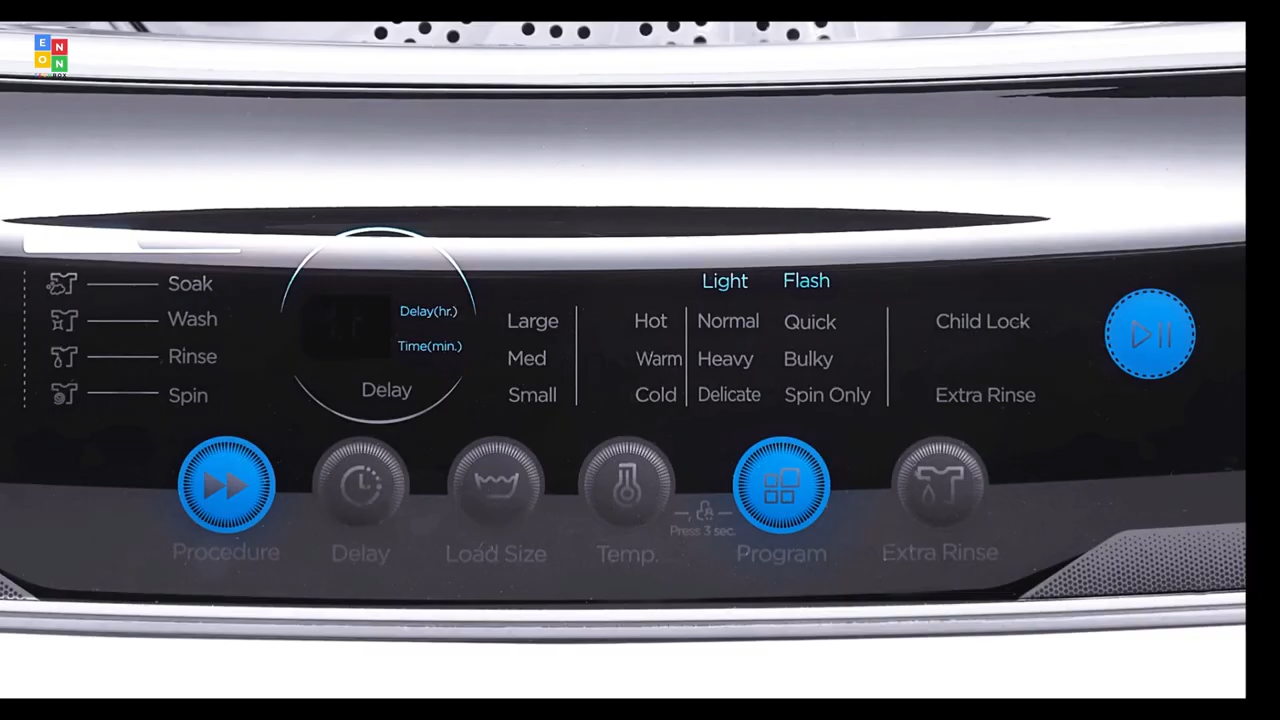 E N
O N
BOX
Soak
Wash
Rinse
Spin
Delay(hr.)
Time(min.)
Delay
Large
Med
Small
Hot
Warm
Cold
Light Flash
Normal Quick
Heavy Bulky
Delicate Spin Only
Child Lock
Extra Rinse
Press 3 sec.
Procedure Delay Load Size Temp. Program Extra Rinse